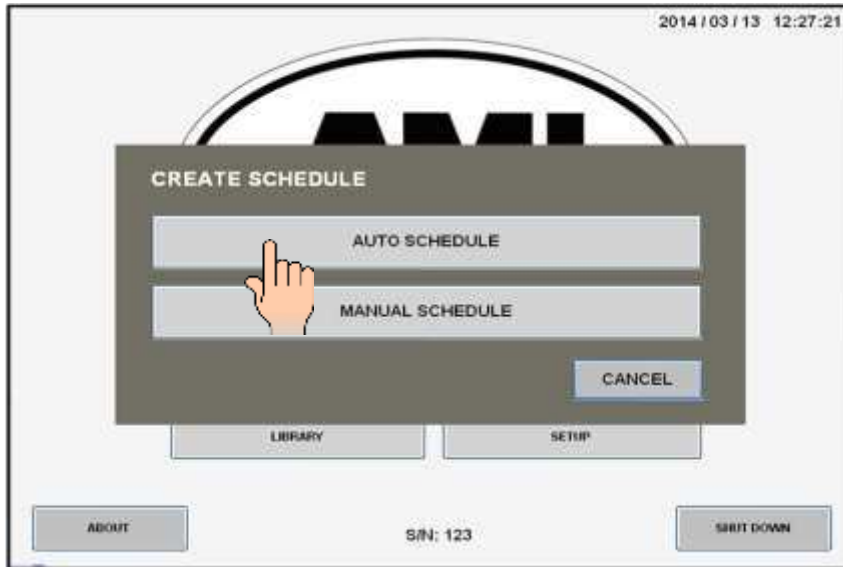 2014 / 03 / 13 12:27:21
AMI
CREATE SCHEDULE
AUTO SCHEDULE
MANUAL SCHEDULE
CANCEL
LIBRARY
SETUP
ABOUT
S/N: 123
SHUT DOWN